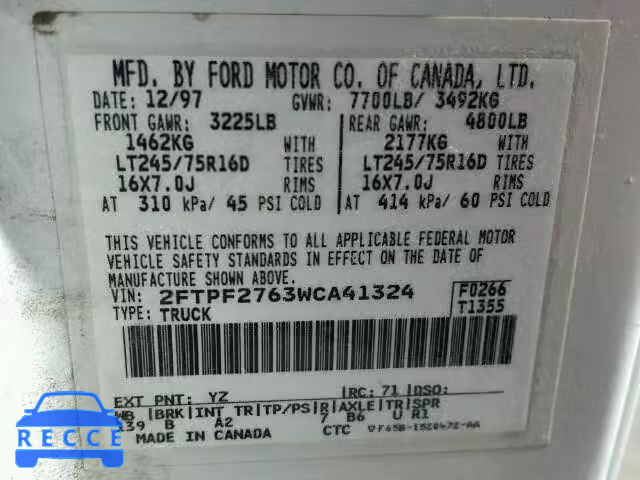 MFD. BY FORD MOTOR CO. OF CANADA, LTD.
DATE: 12/97 GVWR: 7700LB/ 3492KG
FRONT GAWR: 3225LB REAR GAWR: 4800LB
1462KG WITH 2177KG WITH
LT245/75R16D TIRES LT245/75R16D TIRES
16X7.0J RIMS 16X7.0J RIMS
AT 310 kPa/ 45 PSI COLD AT 414 kPa/ 60 PSI COLD
THIS VEHICLE CONFORMS TO ALL APPLICABLE FEDERAL MOTOR
VEHICLE SAFETY STANDARDS IN EFFECT ON THE DATE OF
MANUFACTURE SHOWN ABOVE.
VIN: 2FTPF2763WCA41324 F0266
TYPE: TRUCK T1355
EXT PNT: YZ RC: 71 DSO:
WB BRK INT TR TP/PS R AXLE TR SPR
139 B A2 7 B6 U R1
MADE IN CANADA CTC ▽F65B-1520472-AA
autoauctions.io